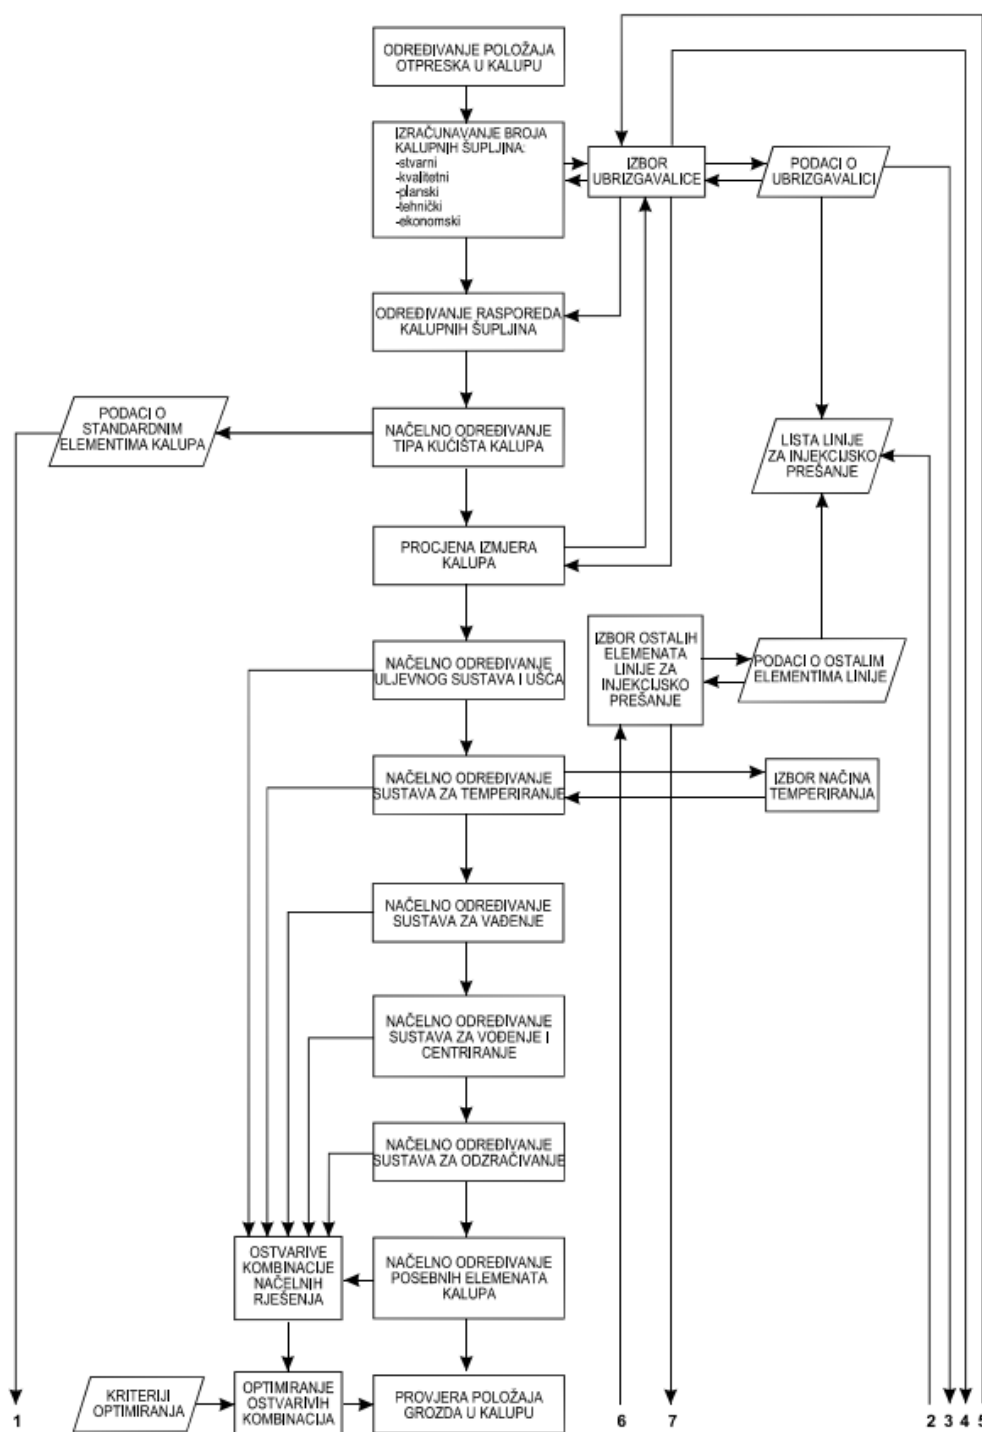 ODREĐIVANJE POLOŽAJA
OTPRESKA U KALUPU
IZRAČUNAVANJE BROJA
KALUPNIH ŠUPLJINA:
-stvarni
-kvalitetni
-planski
-tehnički
-ekonomski
IZBOR
UBRIZGAVALICE
PODACI O
UBRIZGAVALICI
ODREĐIVANJE RASPOREDA
KALUPNIH ŠUPLJINA
PODACI O
STANDARDNIM
ELEMENTIMA KALUPA
NAČELNO ODREĐIVANJE
TIPA KUĆIŠTA KALUPA
LISTA LINIJE
ZA INJEKCIJSKO
PREŠANJE
PROCJENA IZMJERA
KALUPA
NAČELNO ODREĐIVANJE
ULJEVNOG SUSTAVA I UŠĆA
IZBOR OSTALIH
ELEMENATA
LINIJE ZA
INJEKCIJSKO
PREŠANJE
PODACI O OSTALIM
ELEMENTIMA LINIJE
NAČELNO ODREĐIVANJE
SUSTAVA ZA TEMPERIRANJE
IZBOR NAČINA
TEMPERIRANJA
NAČELNO ODREĐIVANJE
SUSTAVA ZA VAĐENJE
NAČELNO ODREĐIVANJE
SUSTAVA ZA VOĐENJE I
CENTRIRANJE
NAČELNO ODREĐIVANJE
SUSTAVA ZA ODZRAČIVANJE
OSTVARIVE
KOMBINACIJE
NAČELNIH
RJEŠENJA
NAČELNO ODREĐIVANJE
POSEBNIH ELEMENATA
KALUPA
KRITERIJI
OPTIMIRANJA
OPTIMIRANJE
OSTVARIVIH
KOMBINACIJA
PROVJERA POLOŽAJA
GROZDA U KALUPU
1 6 7 2 3 4 5